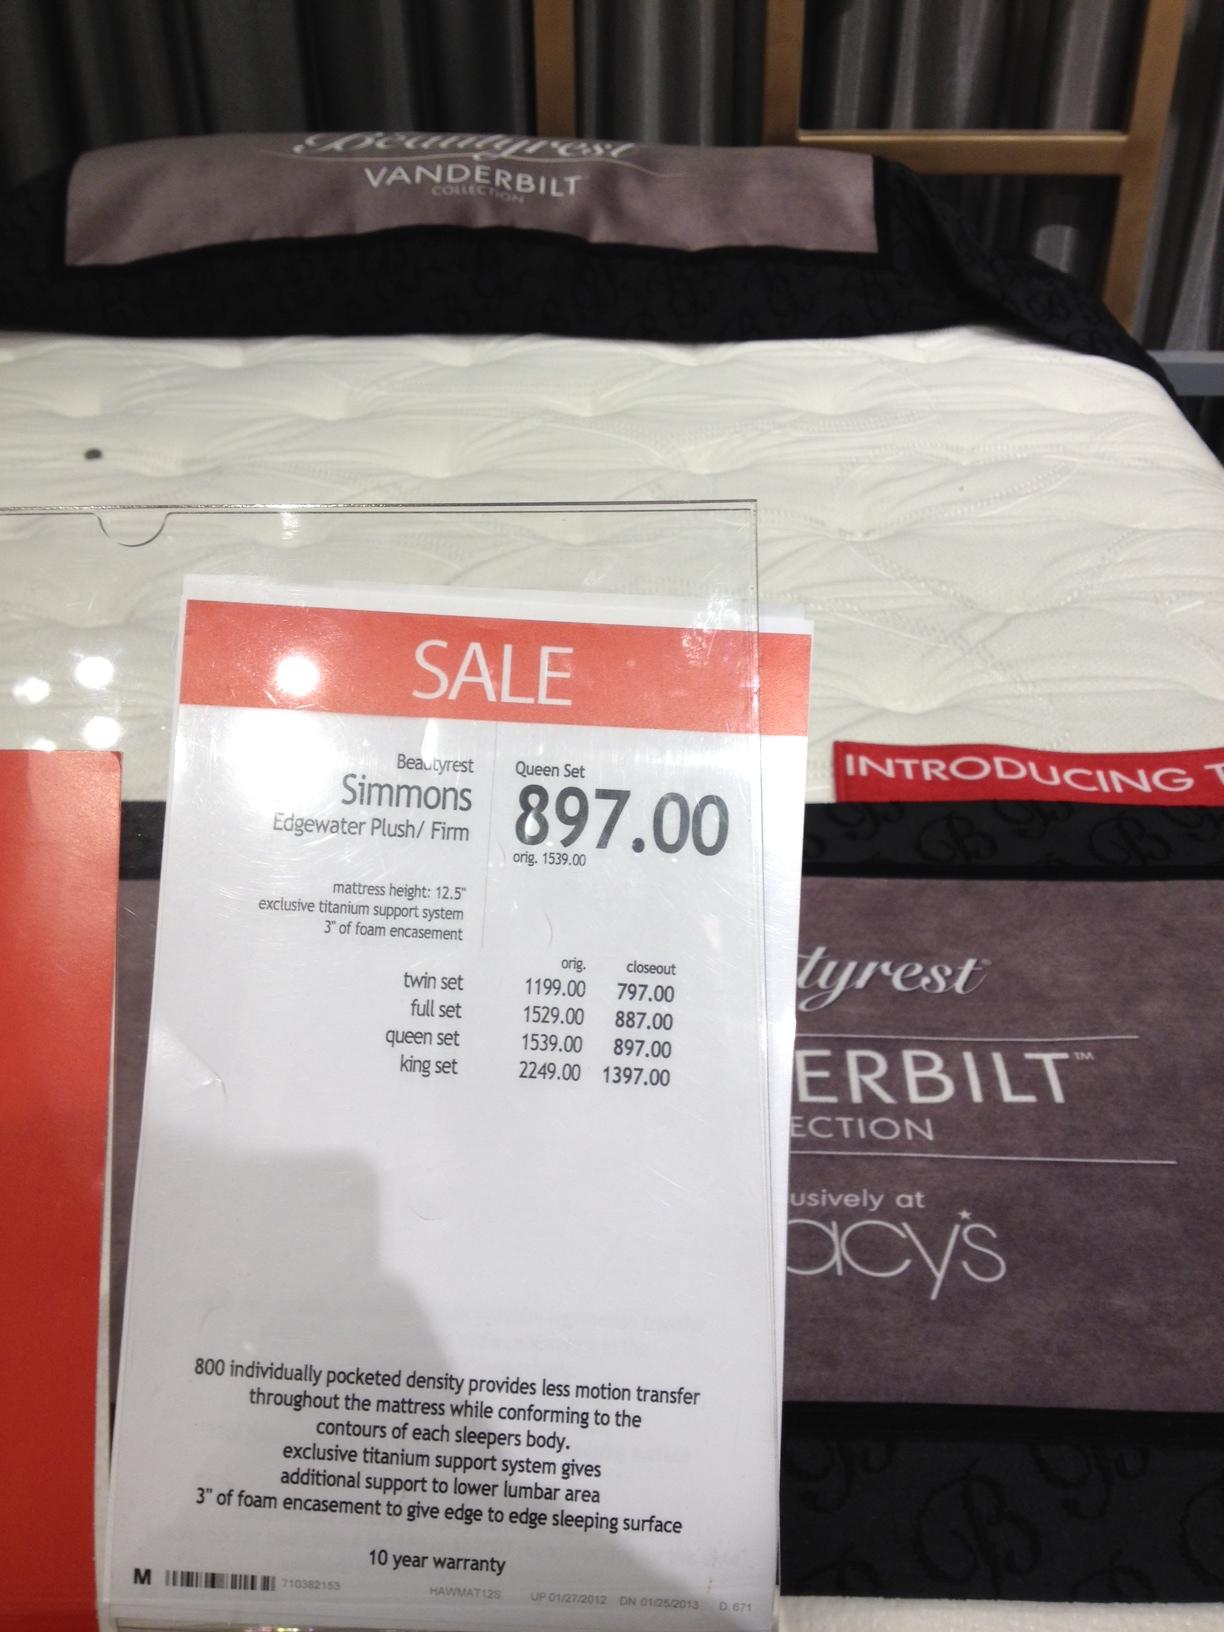 Beautyrest
VANDERBILT
COLLECTION
SALE
Beautyrest
Simmons
Edgewater Plush/ Firm
Queen Set
897.00
orig. 1539.00
mattress height: 12.5"
exclusive titanium support system
3" of foam encasement
orig. closeout
twin set 1199.00 797.00
full set 1529.00 887.00
queen set 1539.00 897.00
king set 2249.00 1397.00
800 individually pocketed density provides less motion transfer
throughout the mattress while conforming to the
contours of each sleepers body.
exclusive titanium support system gives
additional support to lower lumbar area
3" of foam encasement to give edge to edge sleeping surface
10 year warranty
M 710382153 HAWMAT12S UP 01/27/2012 DN 01/25/2013 D. 671
INTRODUCING T
tyrest
ERBILT™
ECTION
usively at
acy's